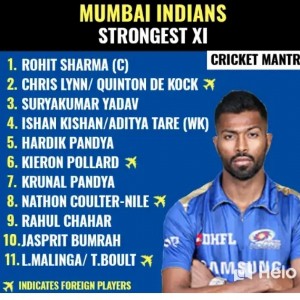 MUMBAI INDIANS
STRONGEST XI
CRICKET MANTR
1. ROHIT SHARMA (C)
2. CHRIS LYNN/ QUINTON DE KOCK
3. SURYAKUMAR YADAV
4. ISHAN KISHAN/ADITYA TARE (WK)
5. HARDIK PANDYA
6. KIERON POLLARD
7. KRUNAL PANDYA
8. NATHON COULTER-NILE
9. RAHUL CHAHAR
10.JASPRIT BUMRAH
11.L.MALINGA/ T.BOULT
INDICATES FOREIGN PLAYERS
DHFL
SAMSUNG
Helo